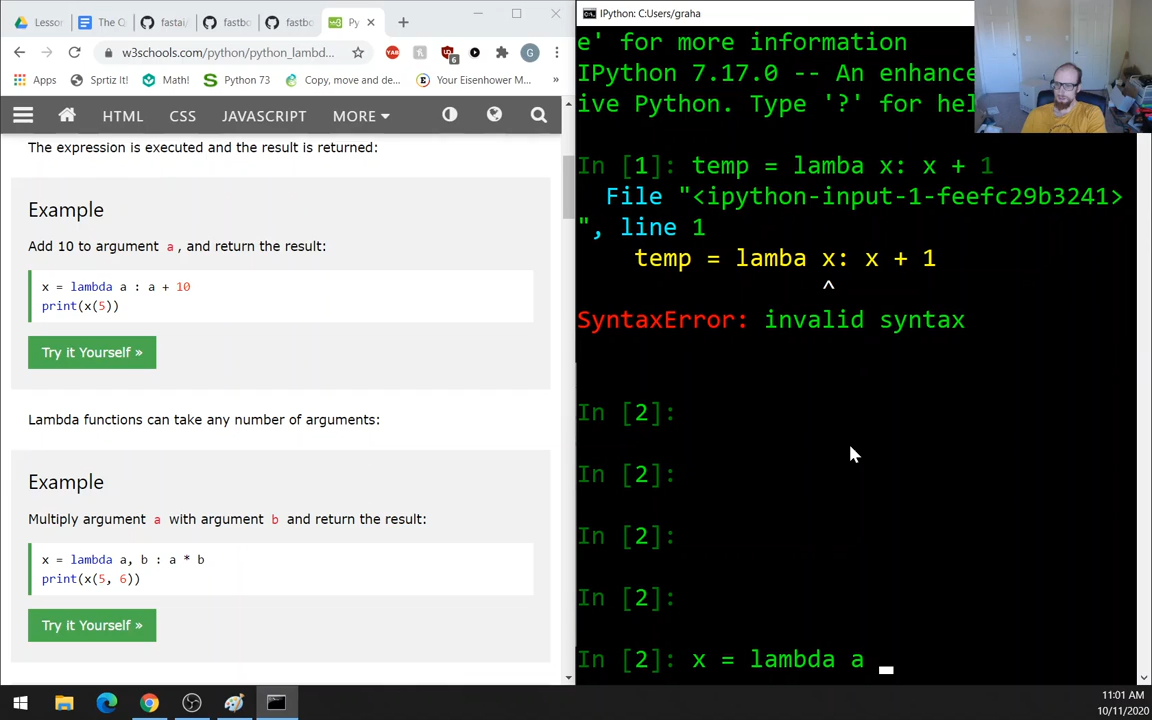 Lower
The Q
fastai/
fastbo
fastbo
Py
IPython: C:Users/graha
w3schools.com/python/python_lambd...
YAB
6
G
Apps
Sprtiz It!
Math!
Python 73
Copy, move and de...
Your Eisenhower M...
HTML
CSS
JAVASCRIPT
MORE
The expression is executed and the result is returned:
Example
Add 10 to argument a , and return the result:
x = lambda a : a + 10
print(x(5))
Try it Yourself »
Lambda functions can take any number of arguments:
Example
Multiply argument a with argument b and return the result:
x = lambda a, b : a * b
print(x(5, 6))
Try it Yourself »
e' for more information
IPython 7.17.0 -- An enhance
ive Python. Type '?' for hel
In [1]: temp = lamba x: x + 1
File "<ipython-input-1-feefc29b3241>
", line 1
temp = lamba x: x + 1
^
SyntaxError: invalid syntax
In [2]:
In [2]:
In [2]:
In [2]:
In [2]: x = lambda a
11:01 AM
10/11/2020